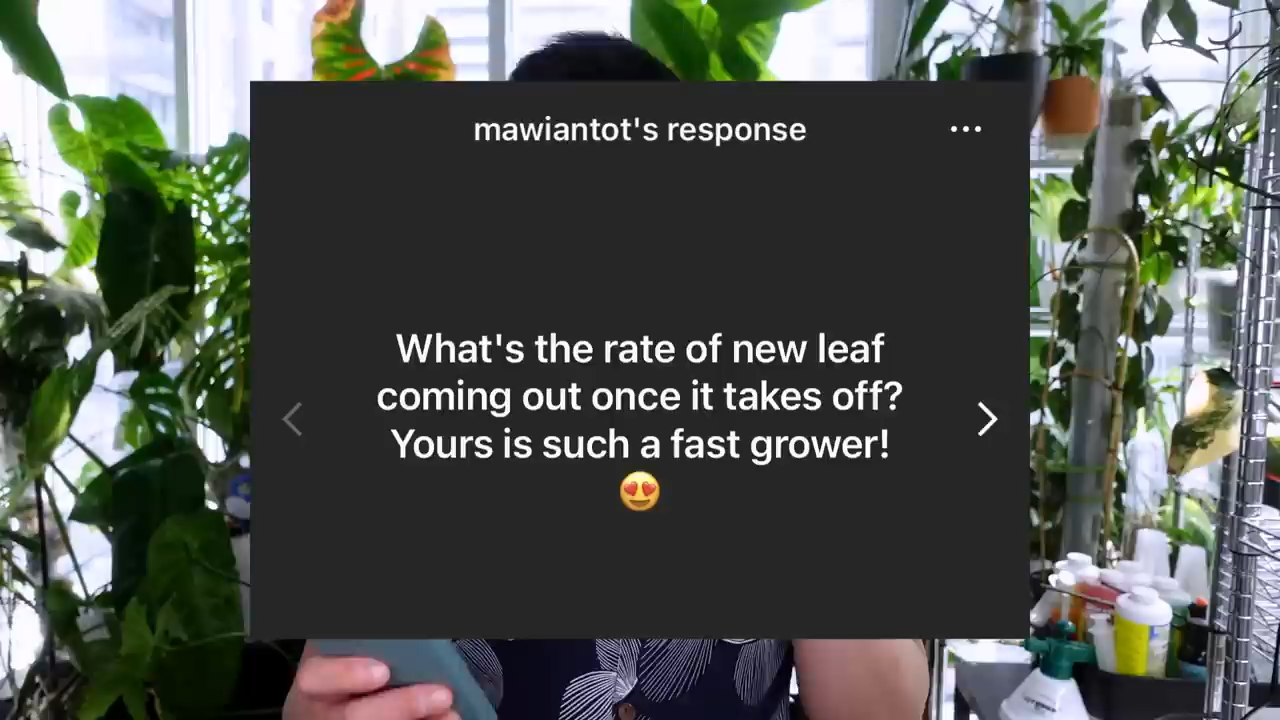 mawiantot's response
What's the rate of new leaf
coming out once it takes off?
Yours is such a fast grower!
😍